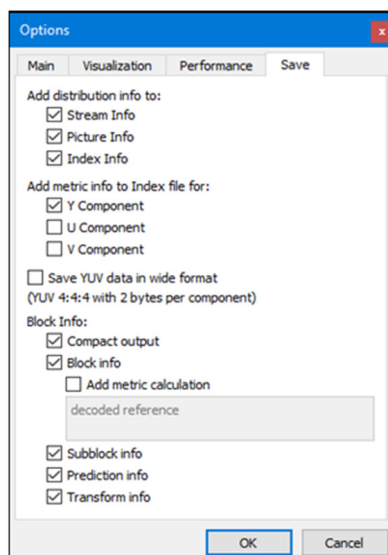 Options
x
Main Visualization Performance Save
Add distribution info to:
Stream Info
Picture Info
Index Info
Add metric info to Index file for:
Y Component
U Component
V Component
Save YUV data in wide format
(YUV 4:4:4 with 2 bytes per component)
Block Info:
Compact output
Block info
Add metric calculation
decoded reference
Subblock info
Prediction info
Transform info
OK Cancel